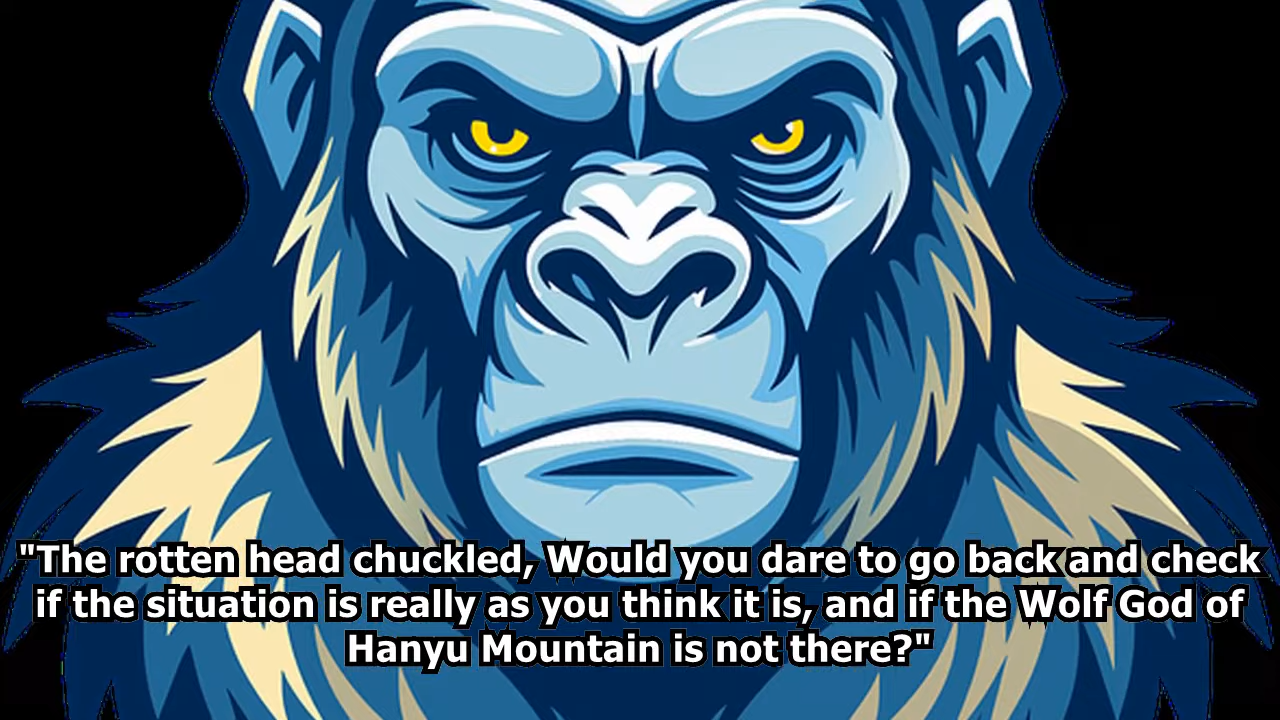 "The rotten head chuckled, Would you dare to go back and check
if the situation is really as you think it is, and if the Wolf God of
Hanyu Mountain is not there?"